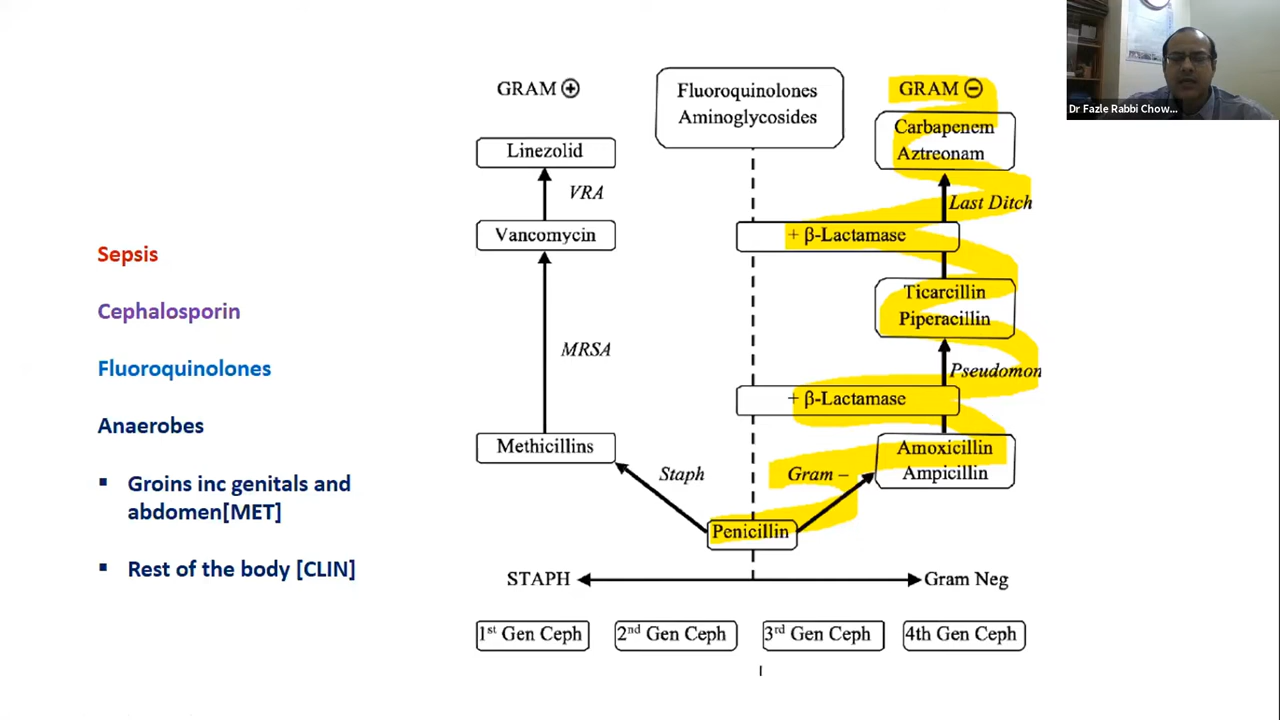 Dr Fazle Rabbi Chow...
Sepsis
Cephalosporin
Fluoroquinolones
Anaerobes
▪ Groins inc genitals and
abdomen[MET]
▪ Rest of the body [CLIN]
GRAM ⊕
Linezolid
VRA
Vancomycin
MRSA
Methicillins
Staph
Fluoroquinolones
Aminoglycosides
GRAM ⊖
Carbapenem
Aztreonam
Last Ditch
+ β-Lactamase
Ticarcillin
Piperacillin
Pseudomon
+ β-Lactamase
Amoxicillin
Ampicillin
Gram –
Penicillin
STAPH
Gram Neg
1st Gen Ceph
2nd Gen Ceph
3rd Gen Ceph
4th Gen Ceph